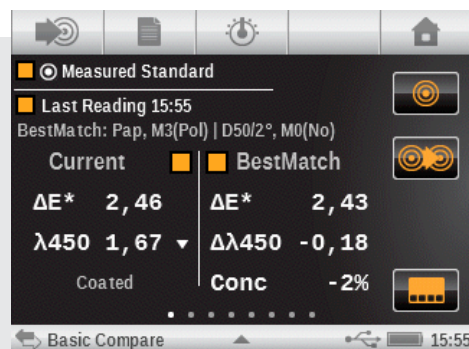 Measured Standard
Last Reading 15:55
BestMatch: Pap, M3(Pol) | D50/2°, M0(No)
Current BestMatch
ΔE* 2,46 ΔE* 2,43
λ450 1,67 ▾ Δλ450 -0,18
Coated Conc -2%
Basic Compare 15:55